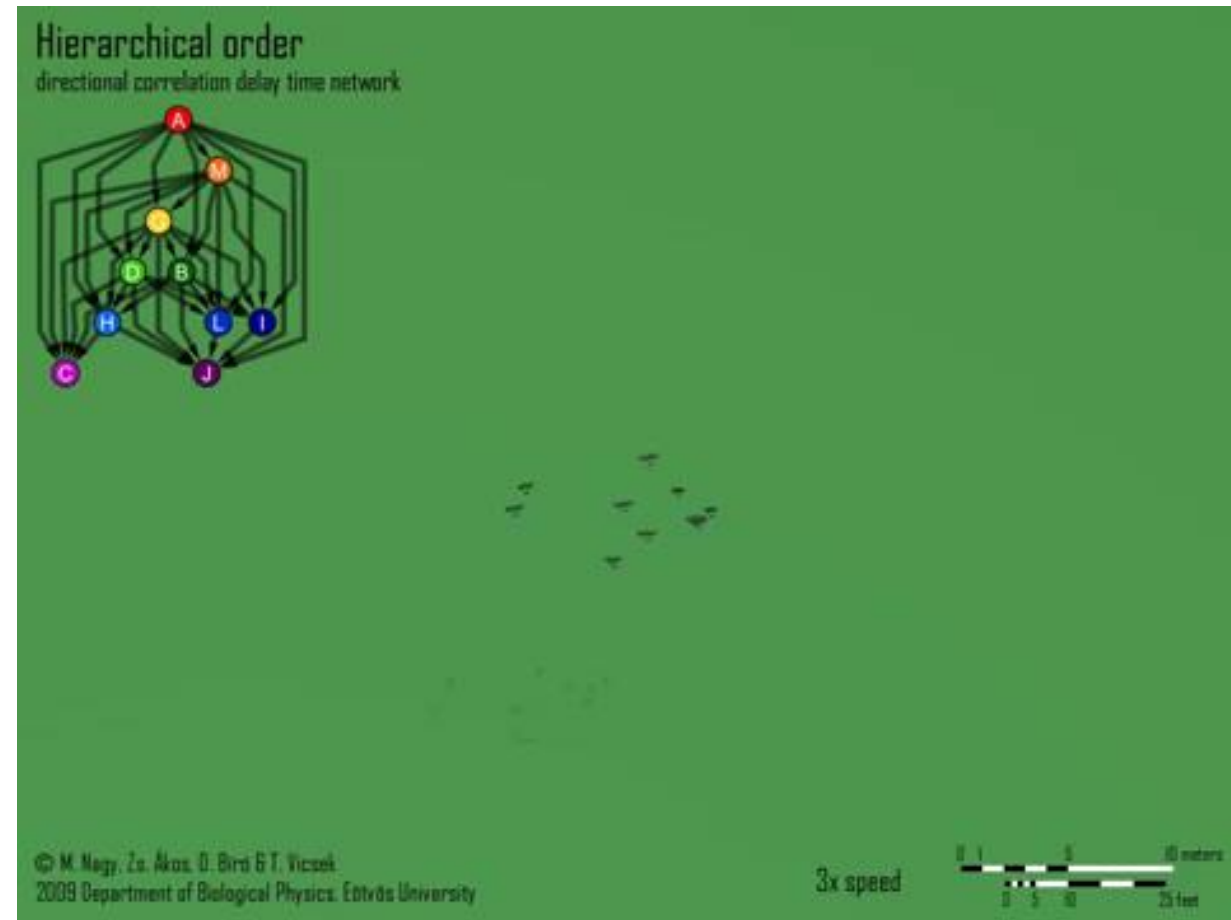 Hierarchical order
directional correlation delay time network
A
M
G
D B
H L I
C J
© M. Nagy, Zs. Ákos, D. Biró & T. Vicsek
2009 Department of Biological Physics, Eötvös University
3x speed
0 1 5 10 meters
0 5 10 25 feet